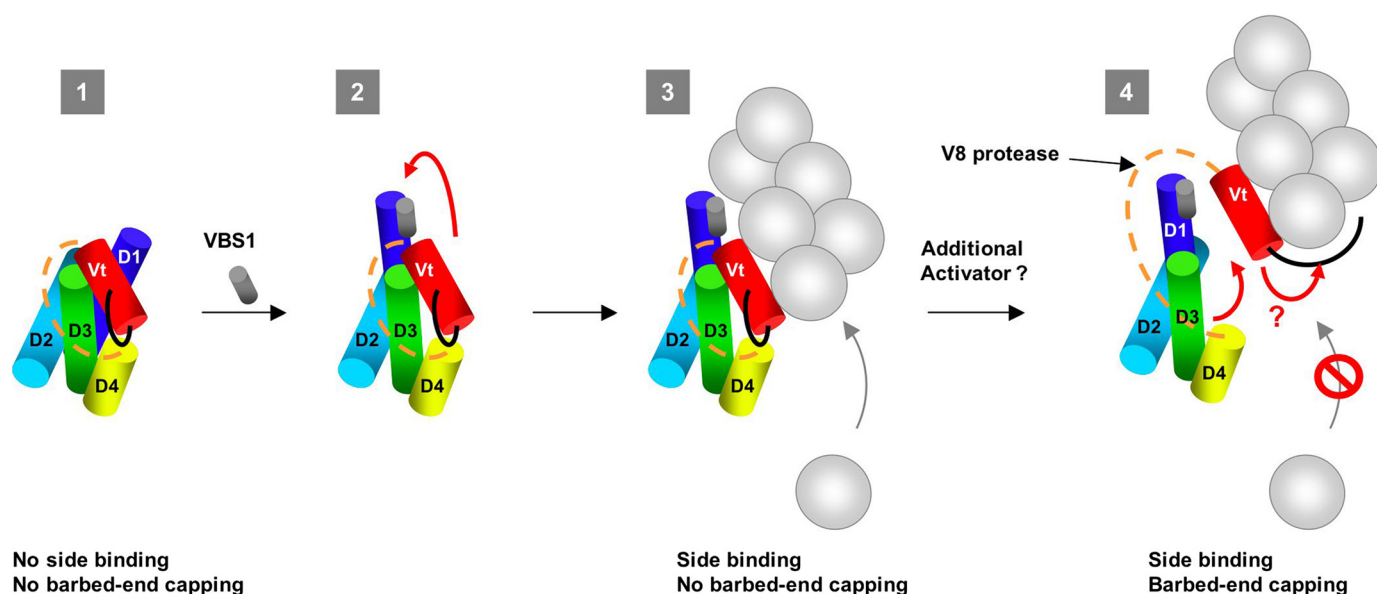 1
2
3
4
V8 protease
VBS1
Additional
Activator ?
Vt
D1
D2
D3
D4
Vt
D2
D3
D4
Vt
D2
D3
D4
Vt
D1
D2
D3
D4
?
No side binding
No barbed-end capping
Side binding
No barbed-end capping
Side binding
Barbed-end capping